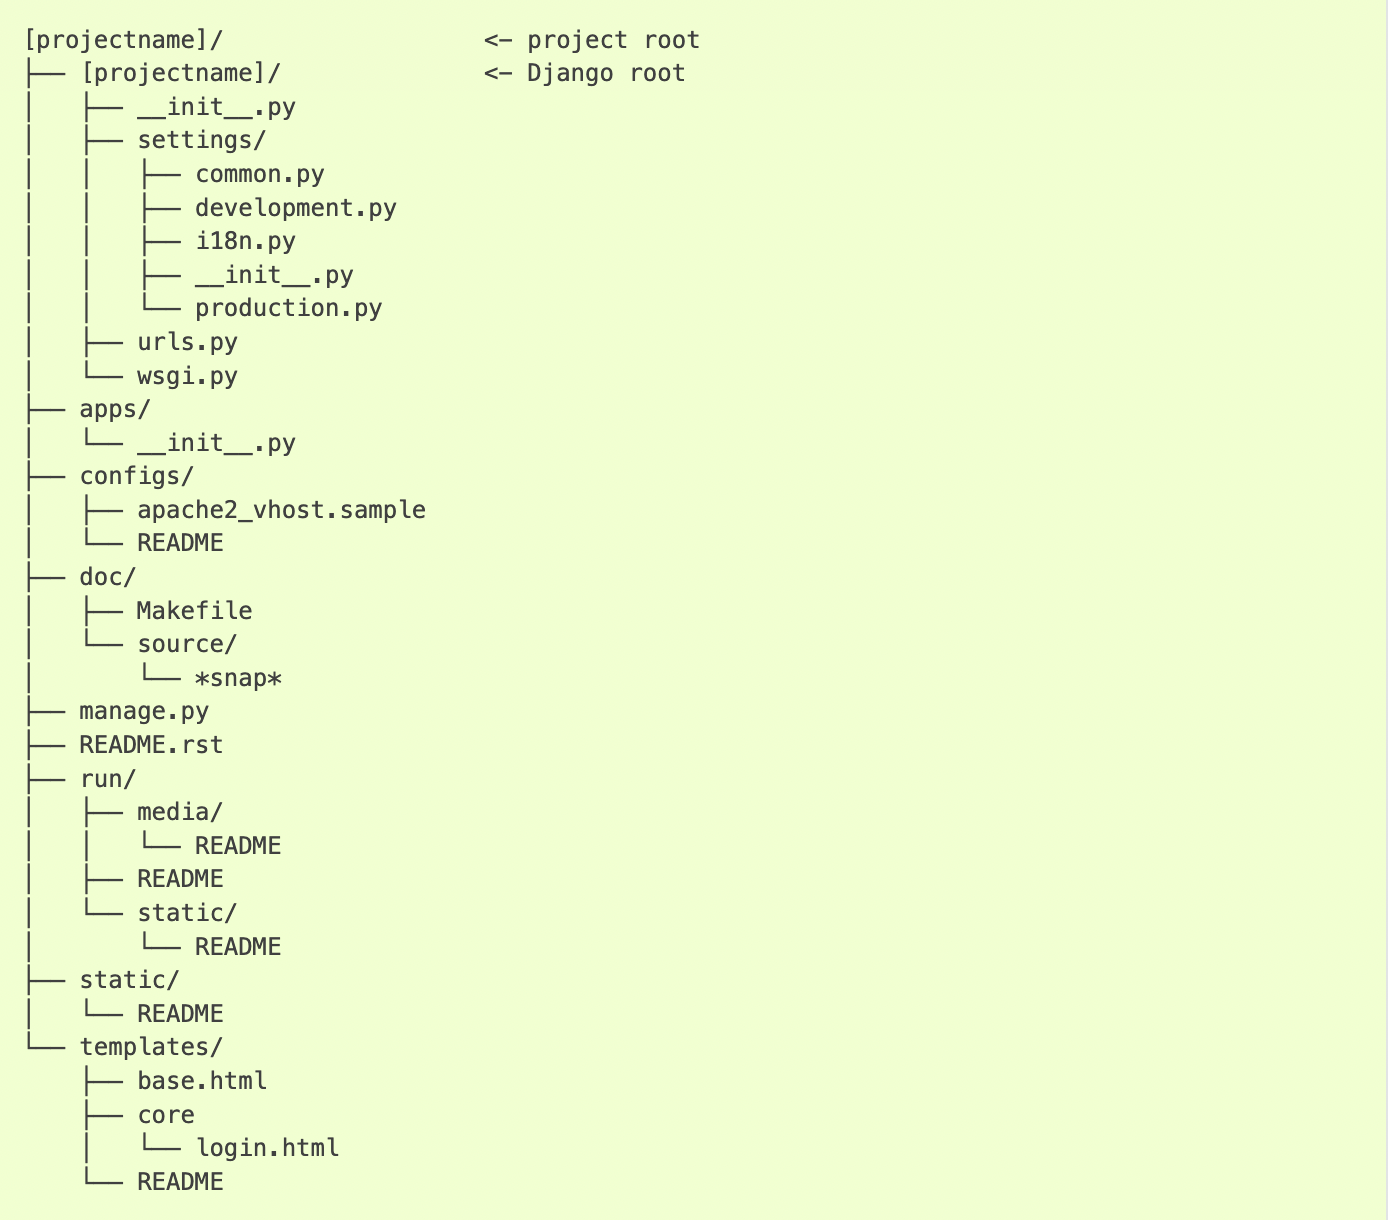 [projectname]/                  <- project root
├── [projectname]/              <- Django root
│   ├── __init__.py
│   ├── settings/
│   │   ├── common.py
│   │   ├── development.py
│   │   ├── i18n.py
│   │   ├── __init__.py
│   │   └── production.py
│   ├── urls.py
│   └── wsgi.py
├── apps/
│   └── __init__.py
├── configs/
│   ├── apache2_vhost.sample
│   └── README
├── doc/
│   ├── Makefile
│   └── source/
│       └── *snap*
├── manage.py
├── README.rst
├── run/
│   ├── media/
│   │   └── README
│   ├── README
│   └── static/
│       └── README
├── static/
│   └── README
└── templates/
    ├── base.html
    ├── core
    │   └── login.html
    └── README